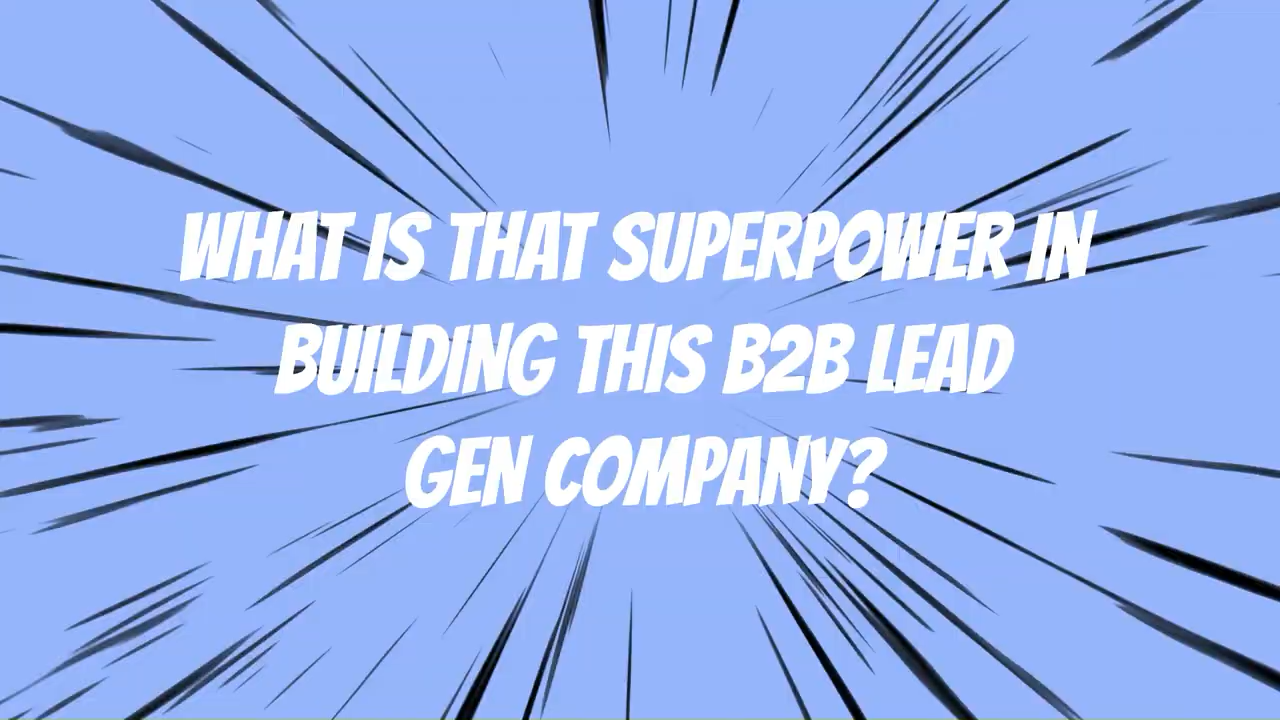 WHAT IS THAT SUPERPOWER IN
BUILDING THIS B2B LEAD
GEN COMPANY?